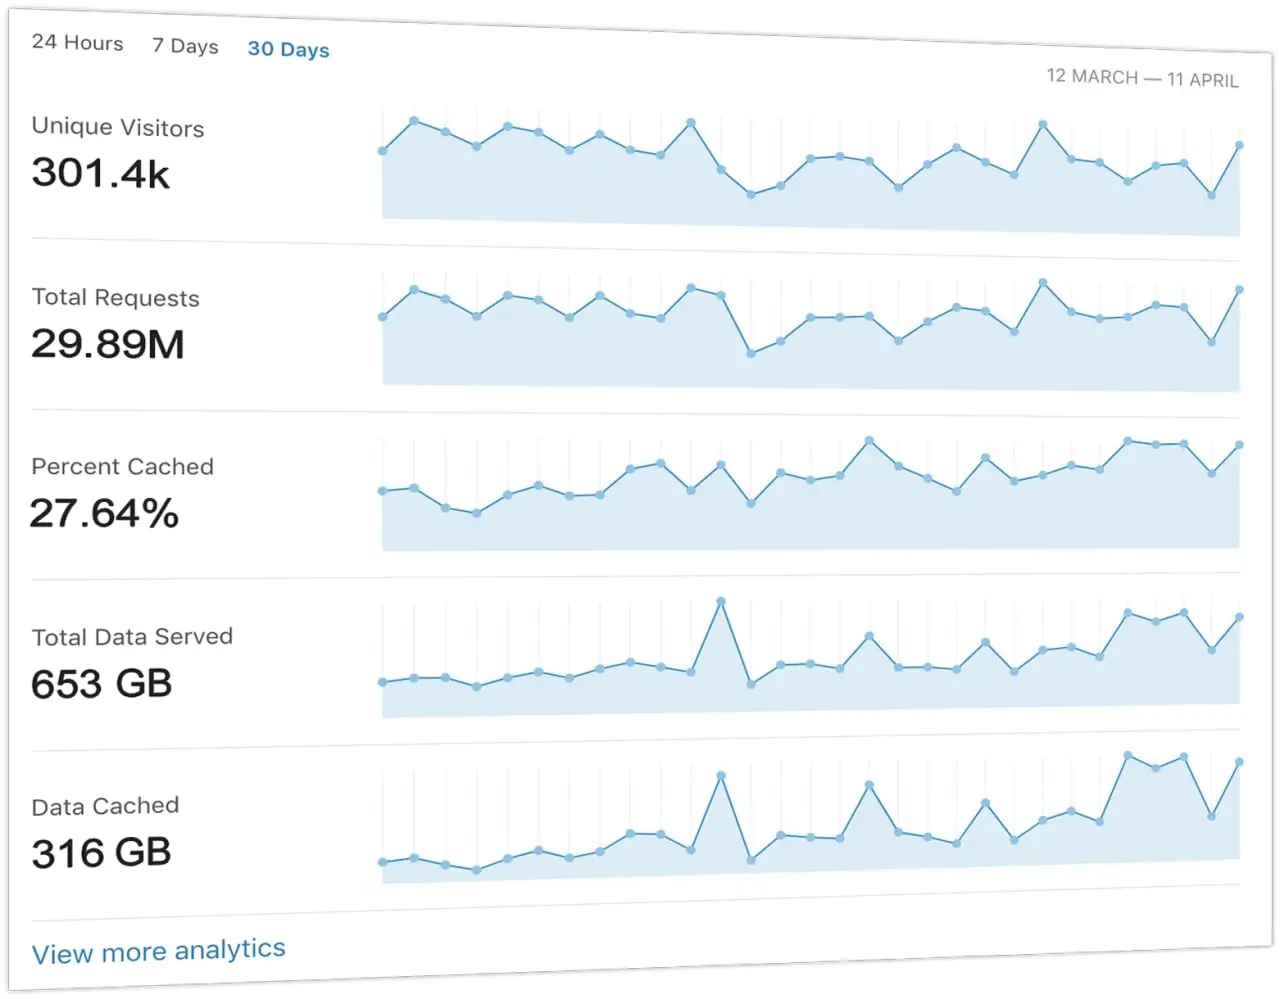 24 Hours 7 Days 30 Days
12 MARCH — 11 APRIL
Unique Visitors
301.4k
Total Requests
29.89M
Percent Cached
27.64%
Total Data Served
653 GB
Data Cached
316 GB
View more analytics